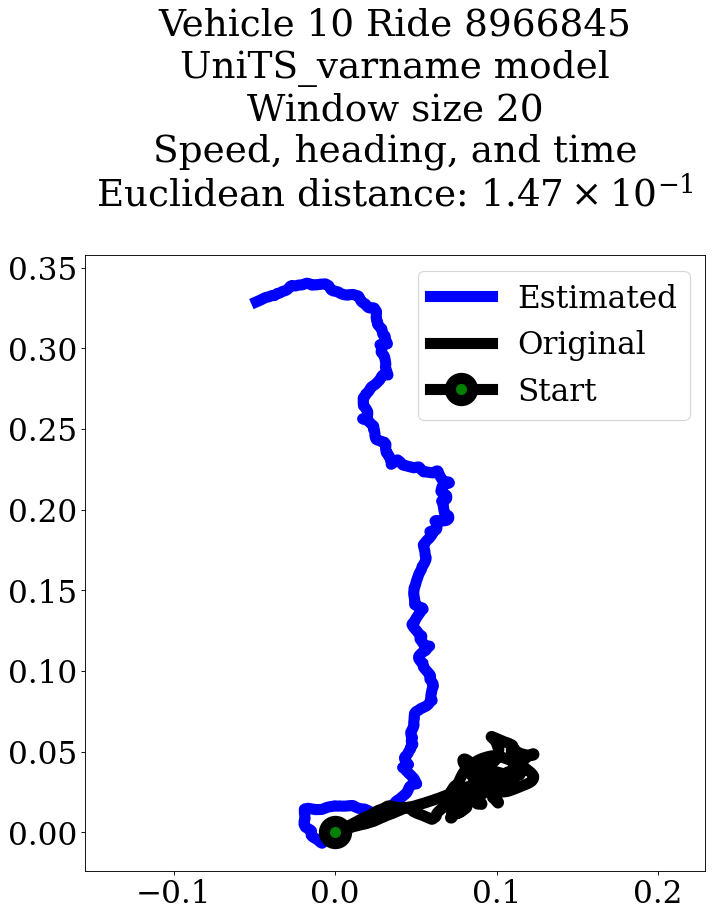 Vehicle 10 Ride 8966845
UniTS_varname model
Window size 20
Speed, heading, and time
Euclidean distance: 1.47 × 10⁻¹
0.35
0.30
0.25
0.20
0.15
0.10
0.05
0.00
Estimated
Original
Start
−0.1
0.0
0.1
0.2